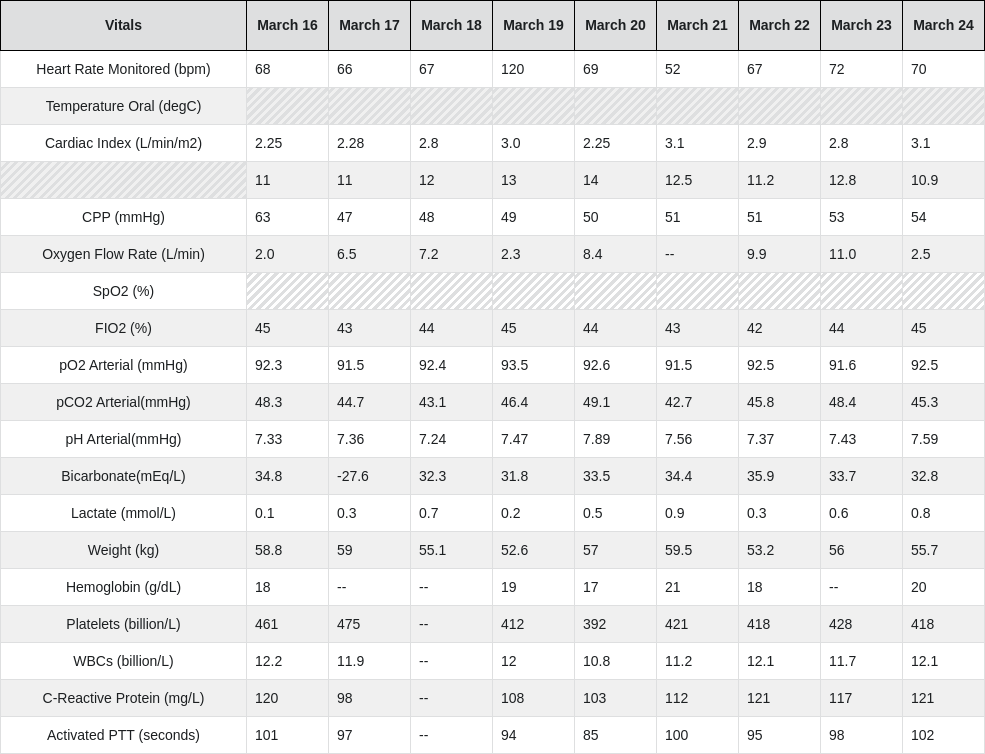 Vitals March 16 March 17 March 18 March 19 March 20 March 21 March 22 March 23 March 24
Heart Rate Monitored (bpm) 68 66 67 120 69 52 67 72 70
Temperature Oral (degC)
Cardiac Index (L/min/m2) 2.25 2.28 2.8 3.0 2.25 3.1 2.9 2.8 3.1
11 11 12 13 14 12.5 11.2 12.8 10.9
CPP (mmHg) 63 47 48 49 50 51 51 53 54
Oxygen Flow Rate (L/min) 2.0 6.5 7.2 2.3 8.4 -- 9.9 11.0 2.5
SpO2 (%)
FIO2 (%) 45 43 44 45 44 43 42 44 45
pO2 Arterial (mmHg) 92.3 91.5 92.4 93.5 92.6 91.5 92.5 91.6 92.5
pCO2 Arterial(mmHg) 48.3 44.7 43.1 46.4 49.1 42.7 45.8 48.4 45.3
pH Arterial(mmHg) 7.33 7.36 7.24 7.47 7.89 7.56 7.37 7.43 7.59
Bicarbonate(mEq/L) 34.8 -27.6 32.3 31.8 33.5 34.4 35.9 33.7 32.8
Lactate (mmol/L) 0.1 0.3 0.7 0.2 0.5 0.9 0.3 0.6 0.8
Weight (kg) 58.8 59 55.1 52.6 57 59.5 53.2 56 55.7
Hemoglobin (g/dL) 18 -- -- 19 17 21 18 -- 20
Platelets (billion/L) 461 475 -- 412 392 421 418 428 418
WBCs (billion/L) 12.2 11.9 -- 12 10.8 11.2 12.1 11.7 12.1
C-Reactive Protein (mg/L) 120 98 -- 108 103 112 121 117 121
Activated PTT (seconds) 101 97 -- 94 85 100 95 98 102